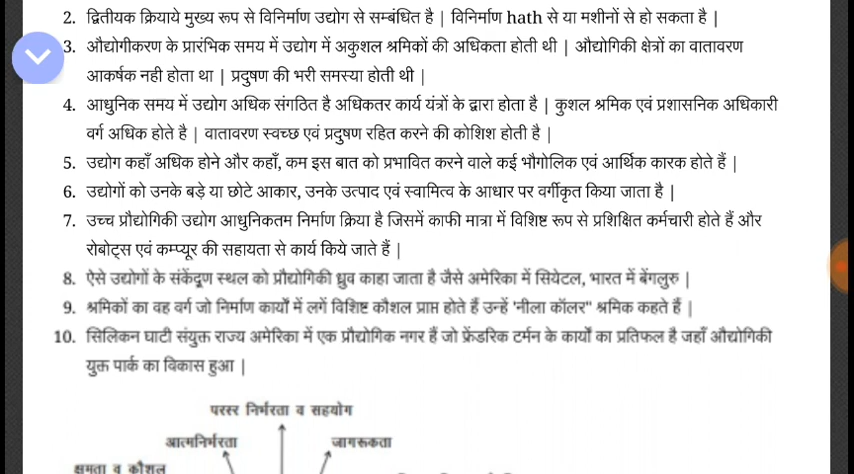 2. द्वितीयक क्रियाये मुख्य रूप से विनिर्माण उद्योग से सम्बंधित है | विनिर्माण hath से या मशीनों से हो सकता है |
3. औद्योगीकरण के प्रारंभिक समय में उद्योग में अकुशल श्रमिकों की अधिकता होती थी | औद्योगिकी क्षेत्रों का वातावरण
आकर्षक नही होता था | प्रदुषण की भरी समस्या होती थी |
4. आधुनिक समय में उद्योग अधिक संगठित है अधिकतर कार्य यंत्रों के द्वारा होता है | कुशल श्रमिक एवं प्रशासनिक अधिकारी
वर्ग अधिक होते है | वातावरण स्वच्छ एवं प्रदुषण रहित करने की कोशिश होती है |
5. उद्योग कहाँ अधिक होने और कहाँ, कम इस बात को प्रभावित करने वाले कई भौगोलिक एवं आर्थिक कारक होते हैं |
6. उद्योगों को उनके बड़े या छोटे आकार, उनके उत्पाद एवं स्वामित्व के आधार पर वर्गीकृत किया जाता है |
7. उच्च प्रौद्योगिकी उद्योग आधुनिकतम निर्माण क्रिया है जिसमें काफी मात्रा में विशिष्ट रूप से प्रशिक्षित कर्मचारी होते हैं और
रोबोट्स एवं कम्प्यूर की सहायता से कार्य किये जाते हैं |
8. ऐसे उद्योगों के संकेंद्रण स्थल को प्रौद्योगिकी ध्रुव काहा जाता है जैसे अमेरिका में सियेटल, भारत में बेंगलुरु |
9. श्रमिकों का वह वर्ग जो निर्माण कार्यों में लगें विशिष्ट कौशल प्राप्त होते हैं उन्हें 'नीला कॉलर" श्रमिक कहते हैं |
10. सिलिकन घाटी संयुक्त राज्य अमेरिका में एक प्रौद्योगिक नगर हैं जो फ्रेंडरिक टर्मन के कार्यों का प्रतिफल है जहाँ औद्योगिकी
युक्त पार्क का विकास हुआ |
परस्र निर्भरता व सहयोग
आत्मनिर्भरता जागरूकता
क्षमता व कौशल